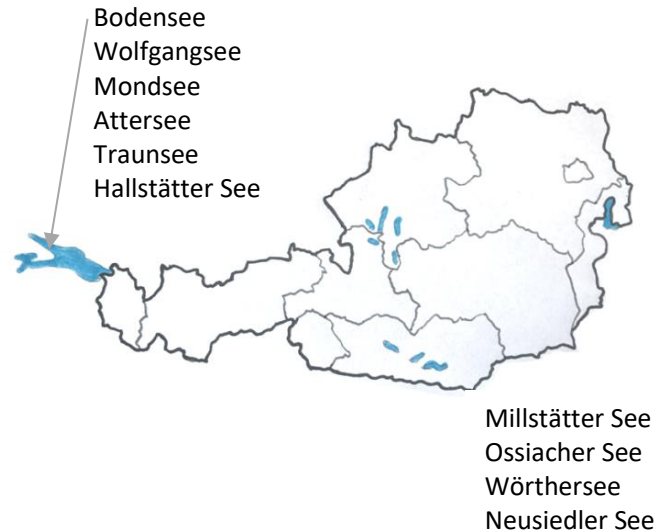 Bodensee
Wolfgangsee
Mondsee
Attersee
Traunsee
Hallstätter See
Millstätter See
Ossiacher See
Wörthersee
Neusiedler See